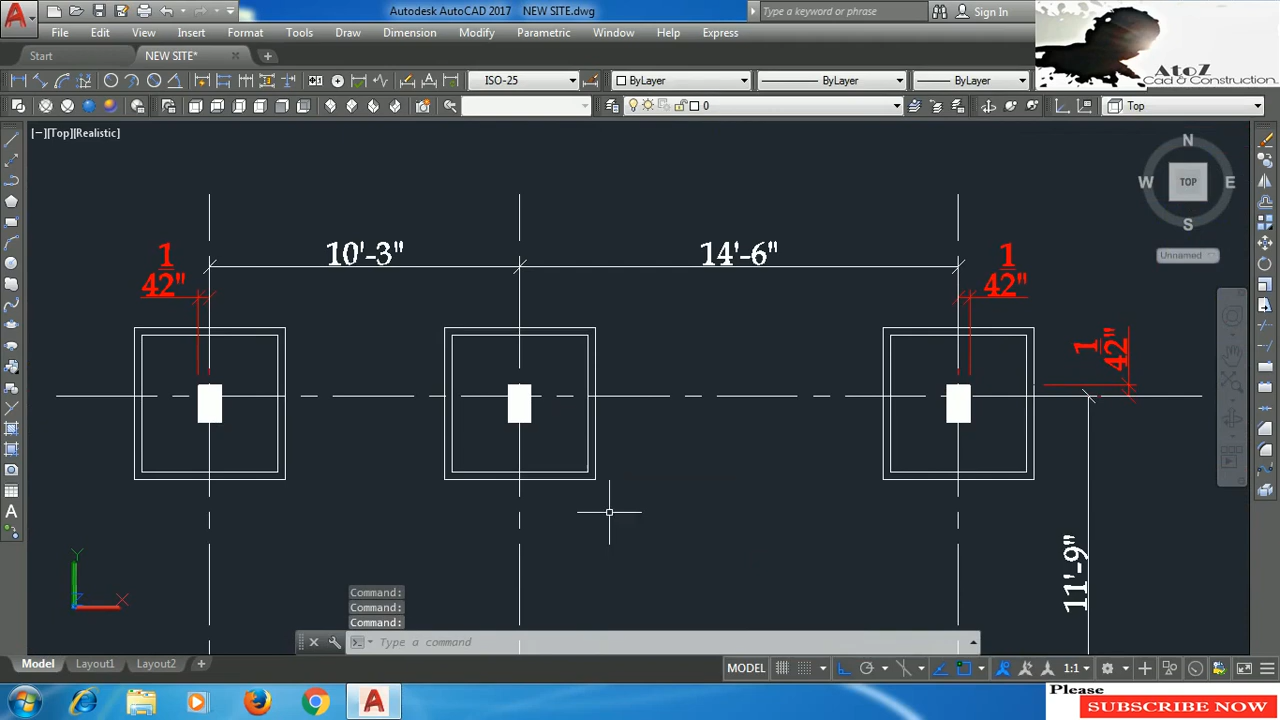 Autodesk AutoCAD 2017 NEW SITE.dwg
Type a keyword or phrase
Sign In
File Edit View Insert Format Tools Draw Dimension Modify Parametric Window Help Express
AtoZ
Cad & Construction.
Start NEW SITE*
ISO-25 ByLayer ByLayer ByLayer
0 Top
[−][Top][Realistic]
N
W TOP E
S
Unnamed
10'-3" 14'-6"
1
42"
1
42"
1
42"
11'-9"
Y
X
Command:
Command:
Command:
Type a command
Model Layout1 Layout2
MODEL 1:1
Please
SUBSCRIBE NOW